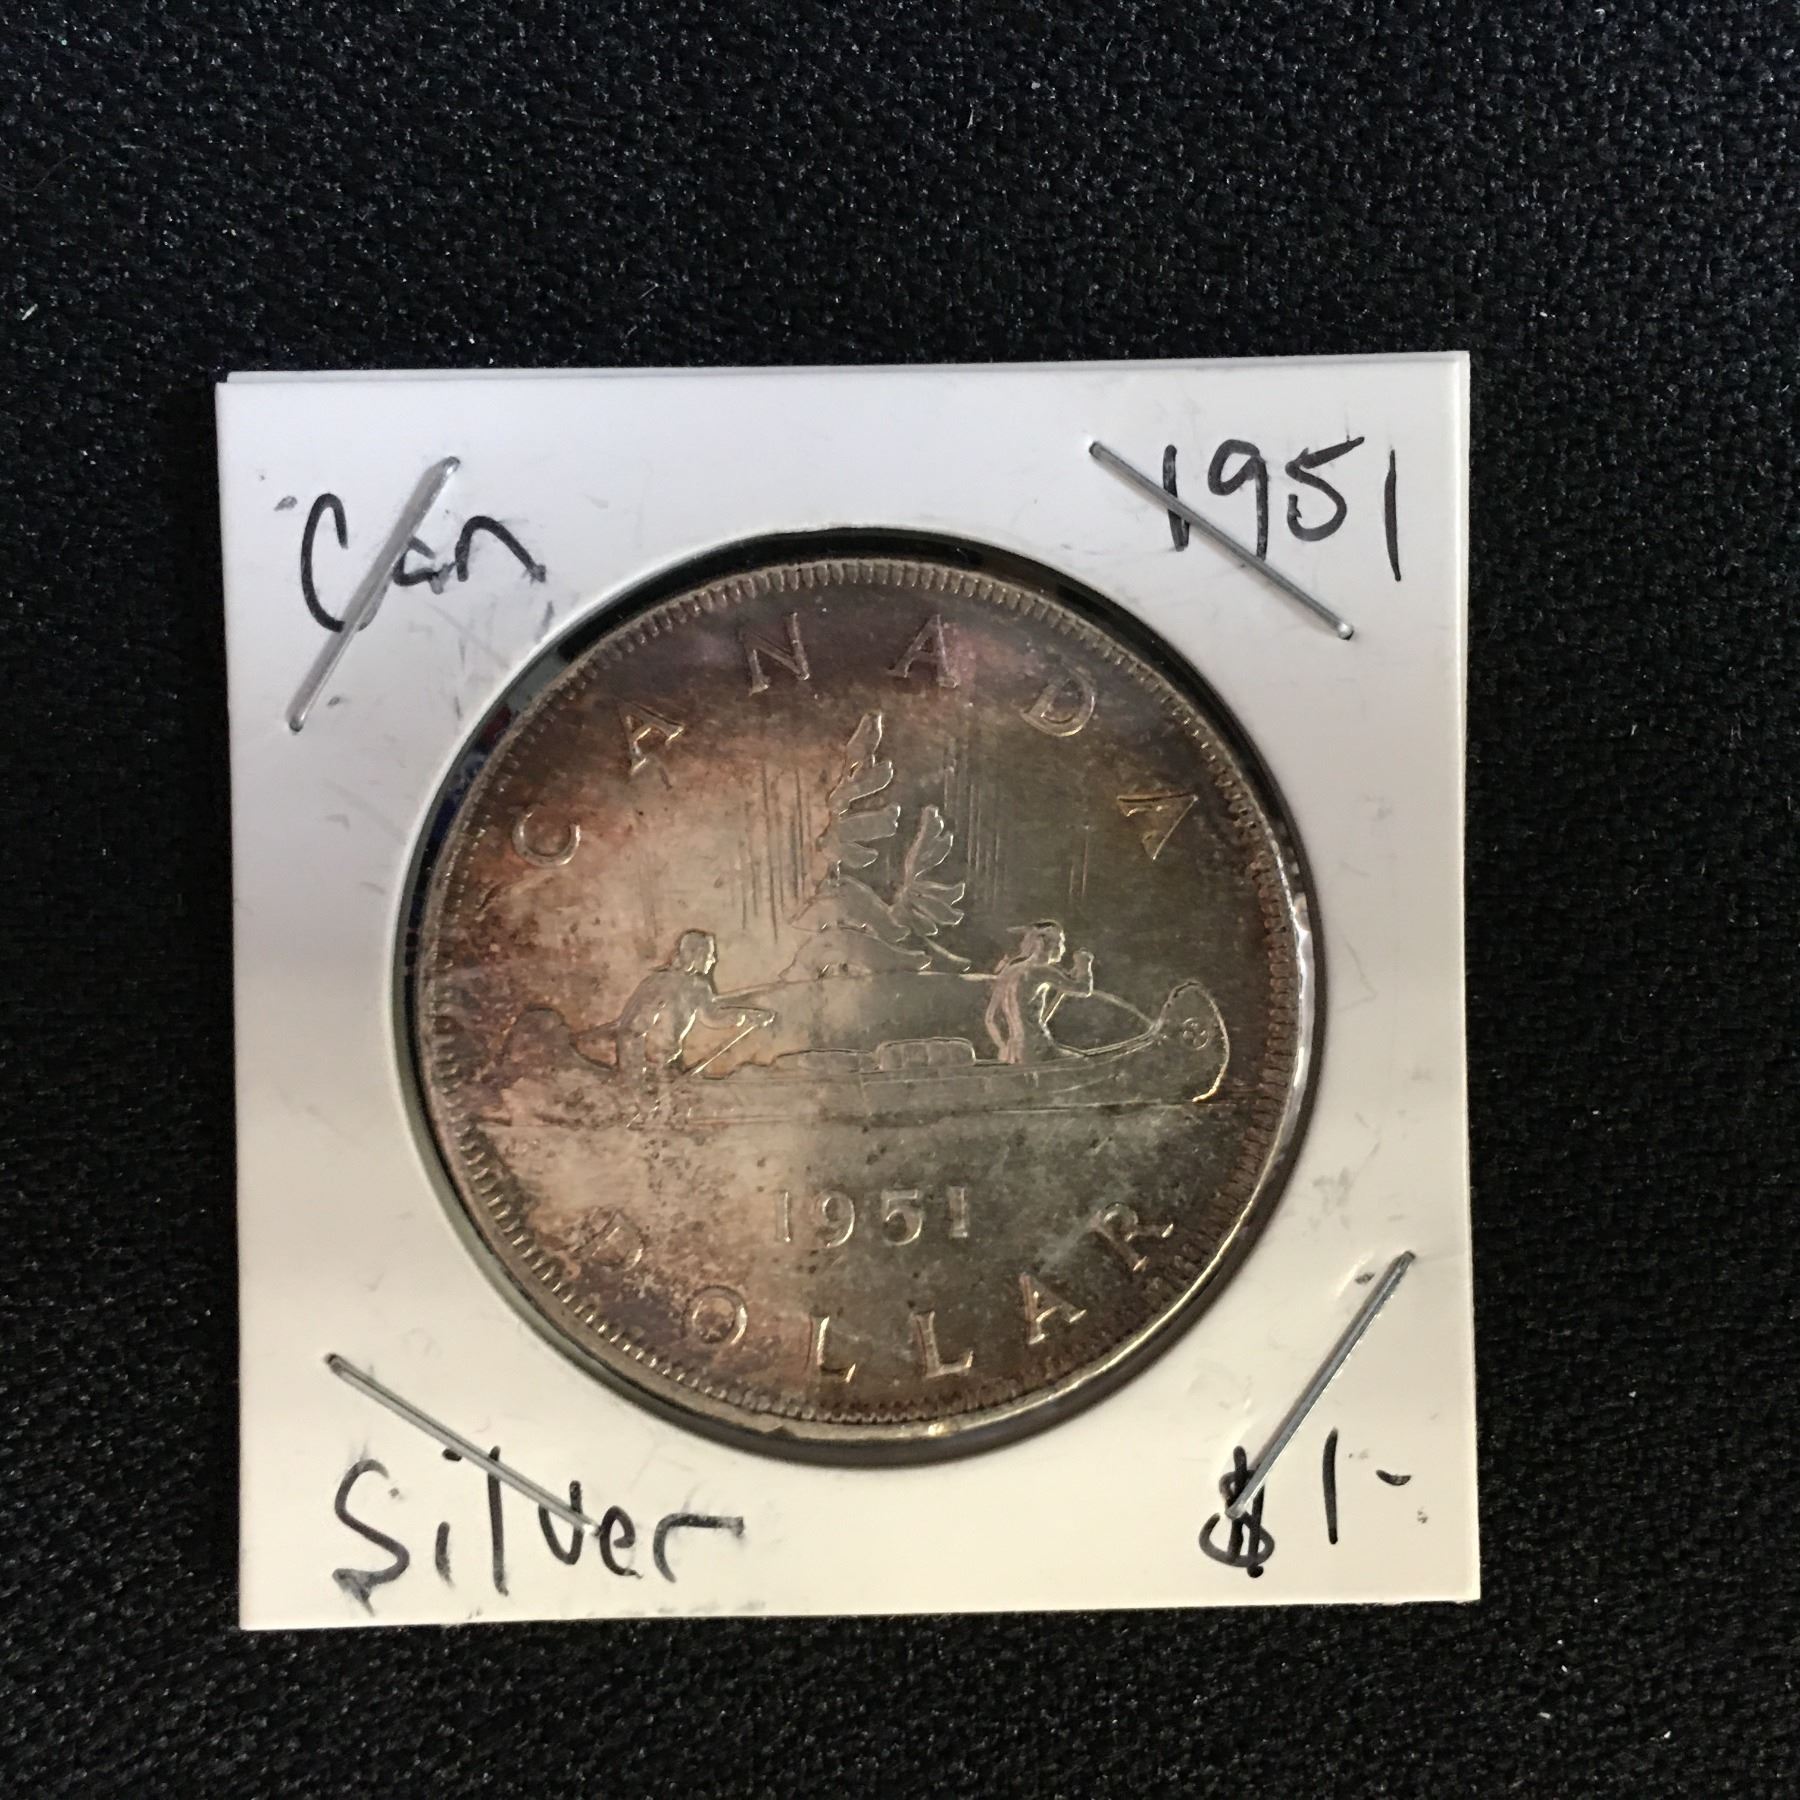 Can
1951
CANADA
1951
DOLLAR
Silver
$1-